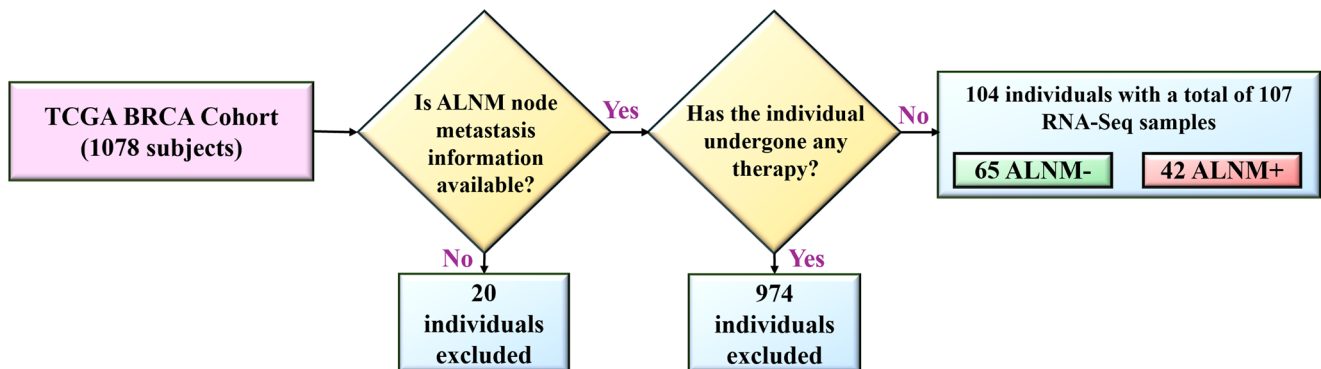 TCGA BRCA Cohort
(1078 subjects)
Is ALNM node
metastasis
information
available?
Yes
No
20
individuals
excluded
Has the individual
undergone any
therapy?
No
Yes
974
individuals
excluded
104 individuals with a total of 107
RNA-Seq samples
65 ALNM-
42 ALNM+